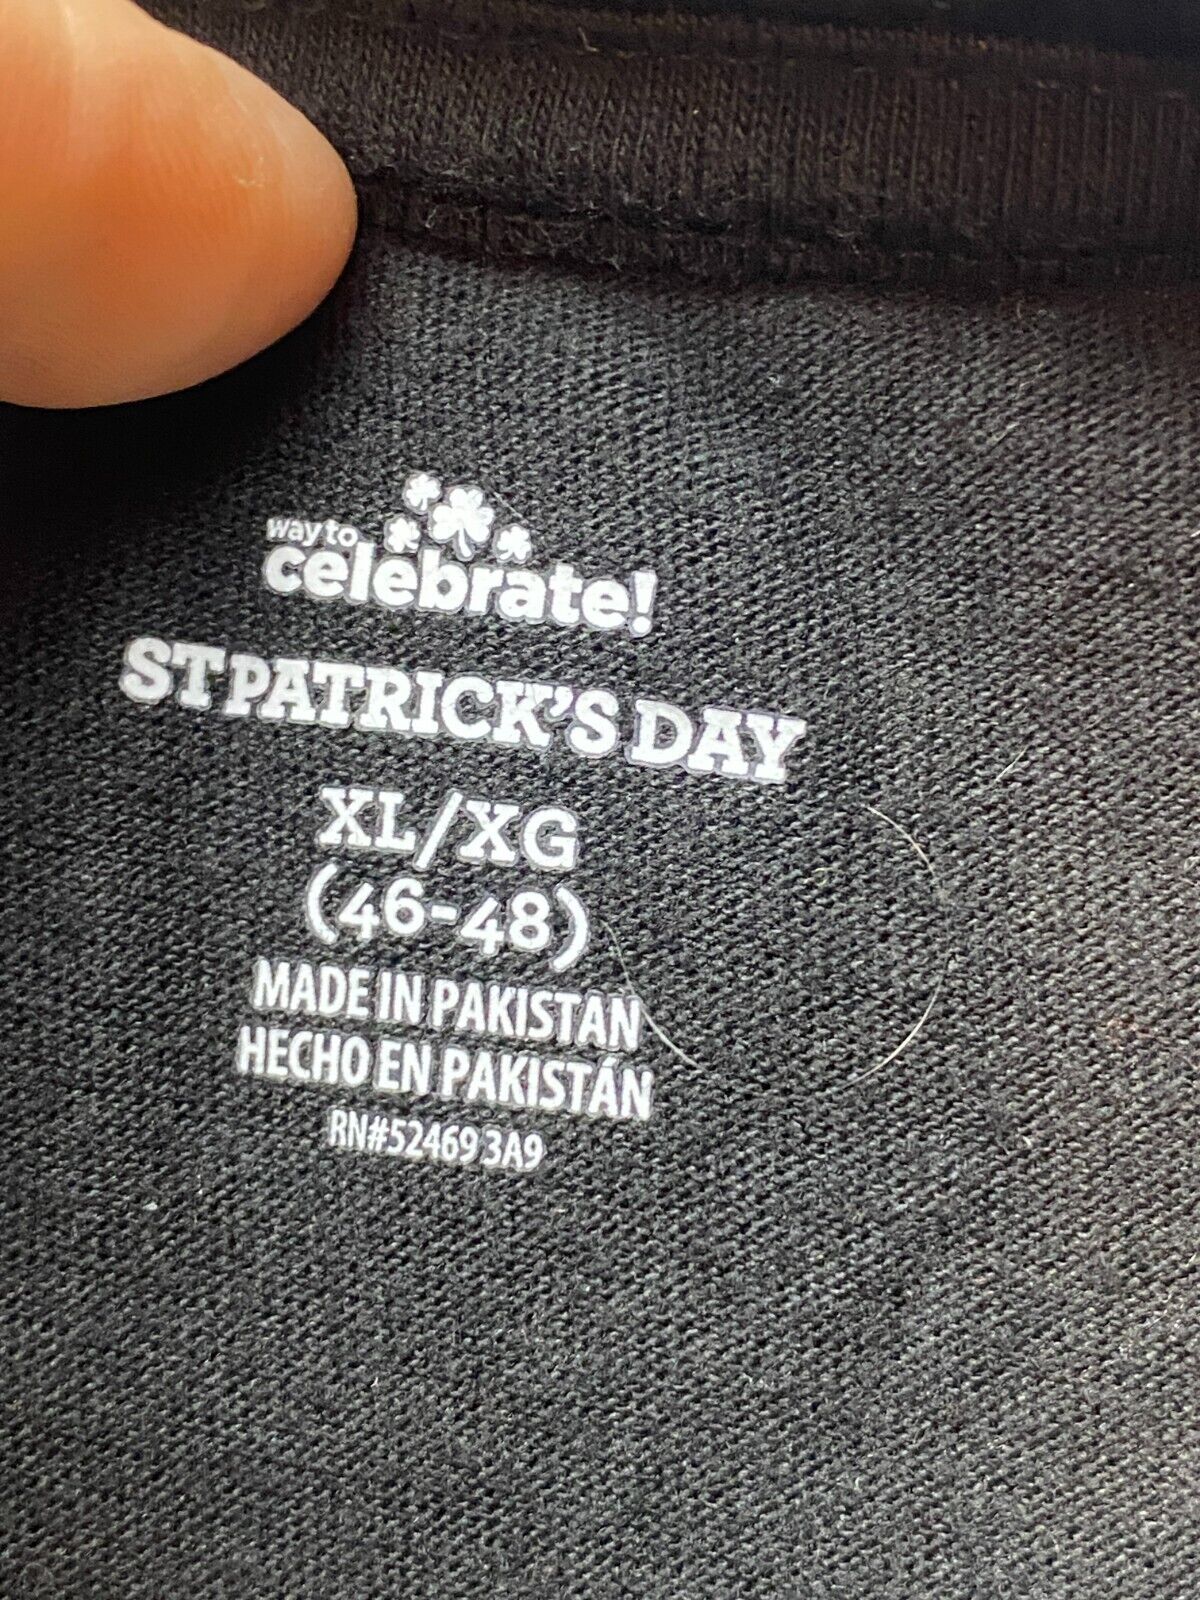 way to
celebrate!
ST PATRICK'S DAY
XL/XG
(46-48)
MADE IN PAKISTAN
HECHO EN PAKISTÁN
RN#52469 3A9